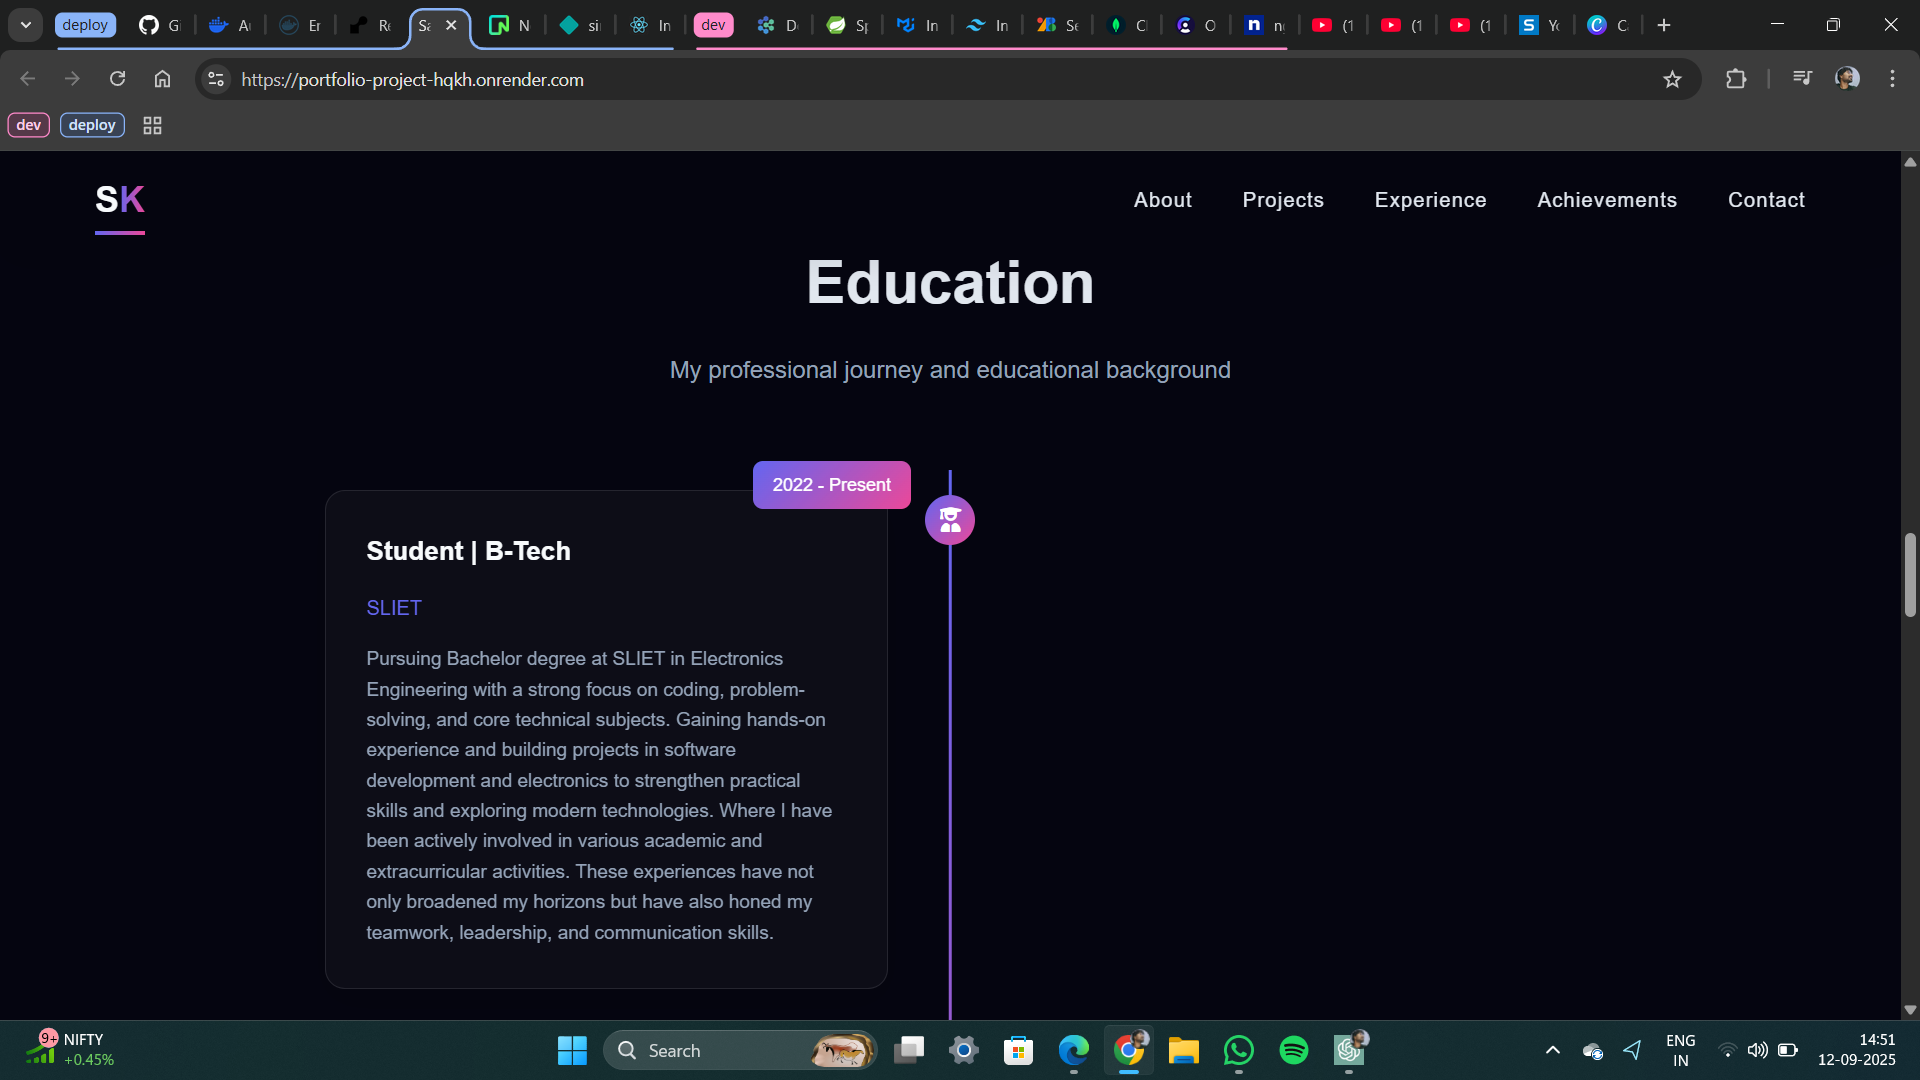 deploy
Gi
Ai
Er
Re
Sa
N
si
In
dev
D
Sp
In
In
Se
Cl
O
n
(1
(1
(1
Yo
C
https://portfolio-project-hqkh.onrender.com
dev
deploy
SK
About
Projects
Experience
Achievements
Contact
Education
My professional journey and educational background
2022 - Present
Student | B-Tech
SLIET
Pursuing Bachelor degree at SLIET in Electronics
Engineering with a strong focus on coding, problem-
solving, and core technical subjects. Gaining hands-on
experience and building projects in software
development and electronics to strengthen practical
skills and exploring modern technologies. Where I have
been actively involved in various academic and
extracurricular activities. These experiences have not
only broadened my horizons but have also honed my
teamwork, leadership, and communication skills.
9+
NIFTY
+0.45%
Search
ENG
IN
14:51
12-09-2025